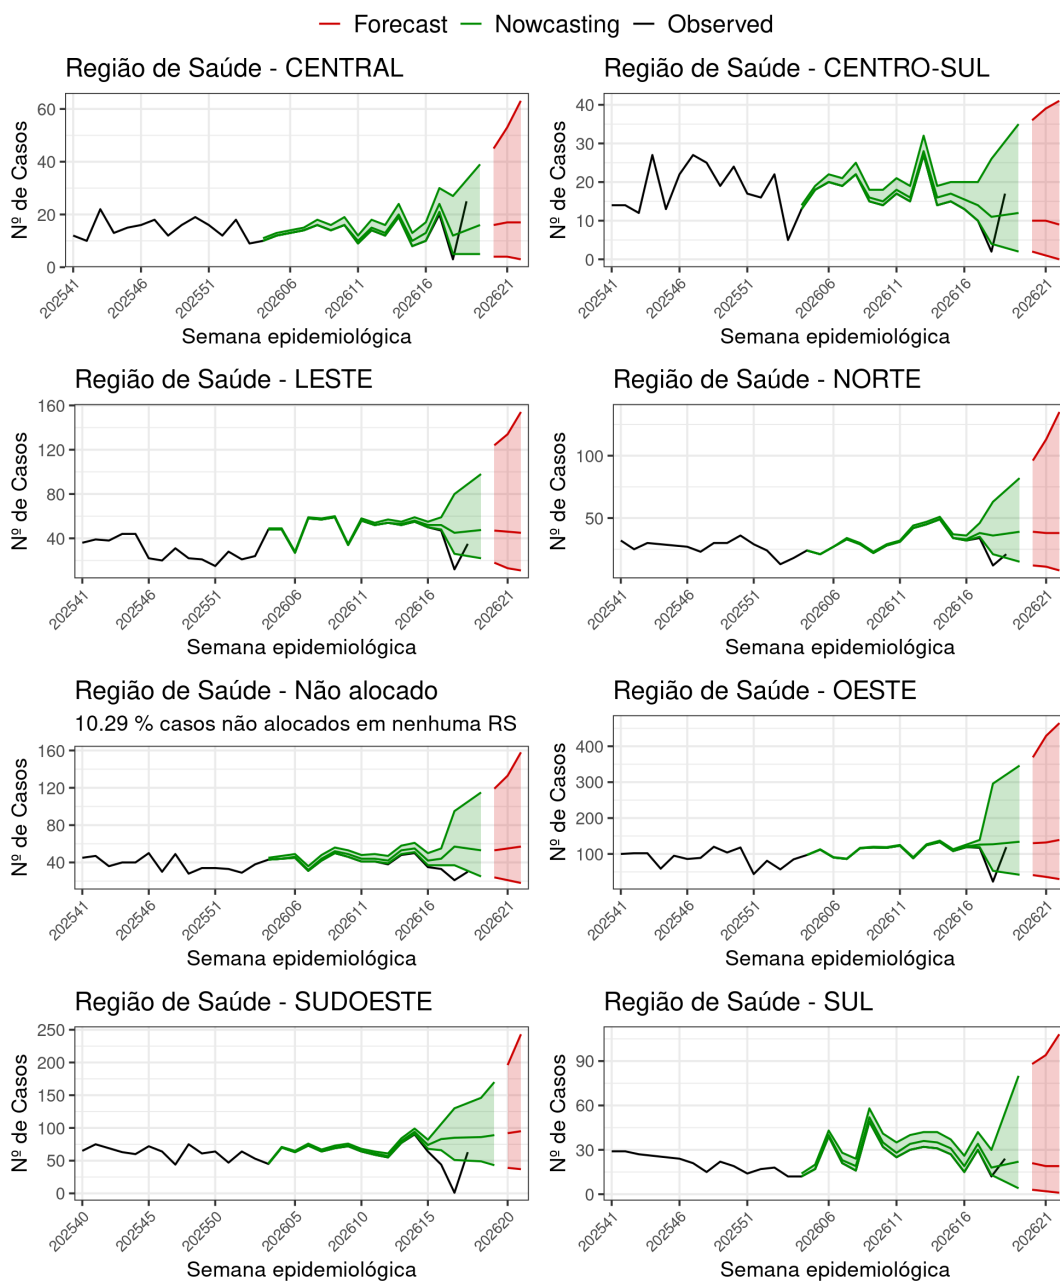 Forecast Nowcasting Observed
Região de Saúde - CENTRAL
Nº de Casos
60
40
20
0
202541 202546 202551 202606 202611 202616 202621
Semana epidemiológica
Região de Saúde - CENTRO-SUL
Nº de Casos
40
30
20
10
0
202541 202546 202551 202606 202611 202616 202621
Semana epidemiológica
Região de Saúde - LESTE
Nº de Casos
160
120
80
40
202541 202546 202551 202606 202611 202616 202621
Semana epidemiológica
Região de Saúde - NORTE
Nº de Casos
100
50
202541 202546 202551 202606 202611 202616 202621
Semana epidemiológica
Região de Saúde - Não alocado
10.29 % casos não alocados em nenhuma RS
Nº de Casos
160
120
80
40
202541 202546 202551 202606 202611 202616 202621
Semana epidemiológica
Região de Saúde - OESTE
Nº de Casos
400
300
200
100
202541 202546 202551 202606 202611 202616 202621
Semana epidemiológica
Região de Saúde - SUDOESTE
Nº de Casos
250
200
150
100
50
0
202540 202545 202550 202605 202610 202615 202620
Semana epidemiológica
Região de Saúde - SUL
Nº de Casos
90
60
30
0
202541 202546 202551 202606 202611 202616 202621
Semana epidemiológica